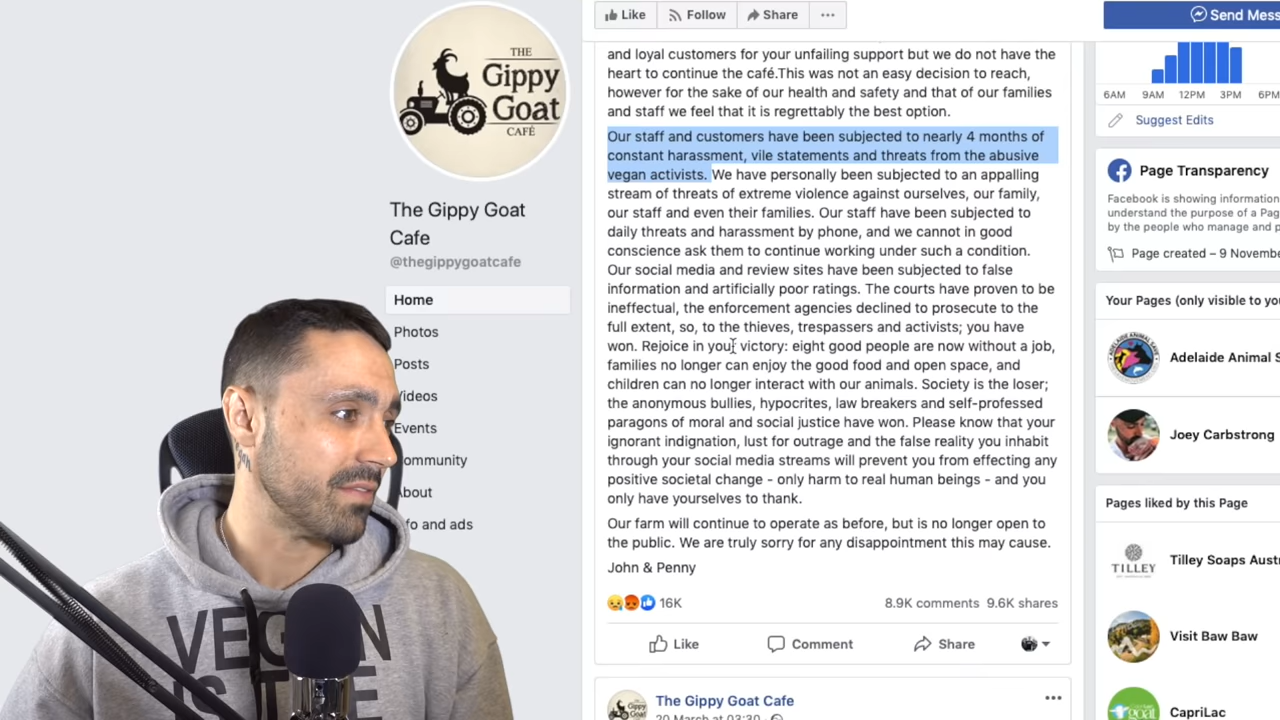 Like
Follow
Share
THE
Gippy
Goat
CAFÉ
The Gippy Goat
Cafe
@thegippygoatcafe
Home
Photos
Posts
Videos
Events
ommunity
bout
fo and ads
and loyal customers for your unfailing support but we do not have the
heart to continue the café.This was not an easy decision to reach,
however for the sake of our health and safety and that of our families
and staff we feel that it is regrettably the best option.
Our staff and customers have been subjected to nearly 4 months of
constant harassment, vile statements and threats from the abusive
vegan activists. We have personally been subjected to an appalling
stream of threats of extreme violence against ourselves, our family,
our staff and even their families. Our staff have been subjected to
daily threats and harassment by phone, and we cannot in good
conscience ask them to continue working under such a condition.
Our social media and review sites have been subjected to false
information and artificially poor ratings. The courts have proven to be
ineffectual, the enforcement agencies declined to prosecute to the
full extent, so, to the thieves, trespassers and activists; you have
won. Rejoice in your victory: eight good people are now without a job,
families no longer can enjoy the good food and open space, and
children can no longer interact with our animals. Society is the loser;
the anonymous bullies, hypocrites, law breakers and self-professed
paragons of moral and social justice have won. Please know that your
ignorant indignation, lust for outrage and the false reality you inhabit
through your social media streams will prevent you from effecting any
positive societal change - only harm to real human beings - and you
only have yourselves to thank.
Our farm will continue to operate as before, but is no longer open to
the public. We are truly sorry for any disappointment this may cause.
John & Penny
16K
8.9K comments 9.6K shares
Like
Comment
Share
The Gippy Goat Cafe
20 March at 03:30
Send Mess
6AM 9AM 12PM 3PM 6PM
Suggest Edits
Page Transparency
Facebook is showing information
understand the purpose of a Pag
by the people who manage and p
Page created – 9 Novembe
Your Pages (only visible to you
Adelaide Animal S
Joey Carbstrong
Pages liked by this Page
TILLEY
Tilley Soaps Aust
Visit Baw Baw
goat
CapriLac
VEGAN
IS THE